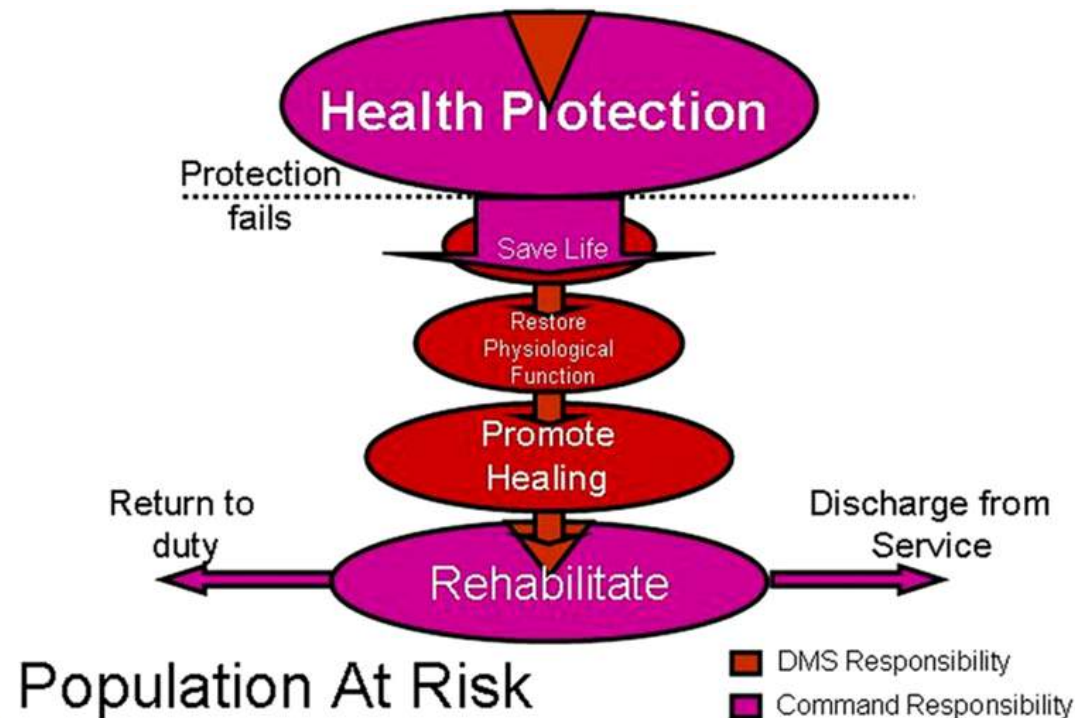 Health Protection
Protection
fails
Save Life
Restore
Physiological
Function
Promote
Healing
Return to
duty
Discharge from
Service
Rehabilitate
Population At Risk
DMS Responsibility
Command Responsibility